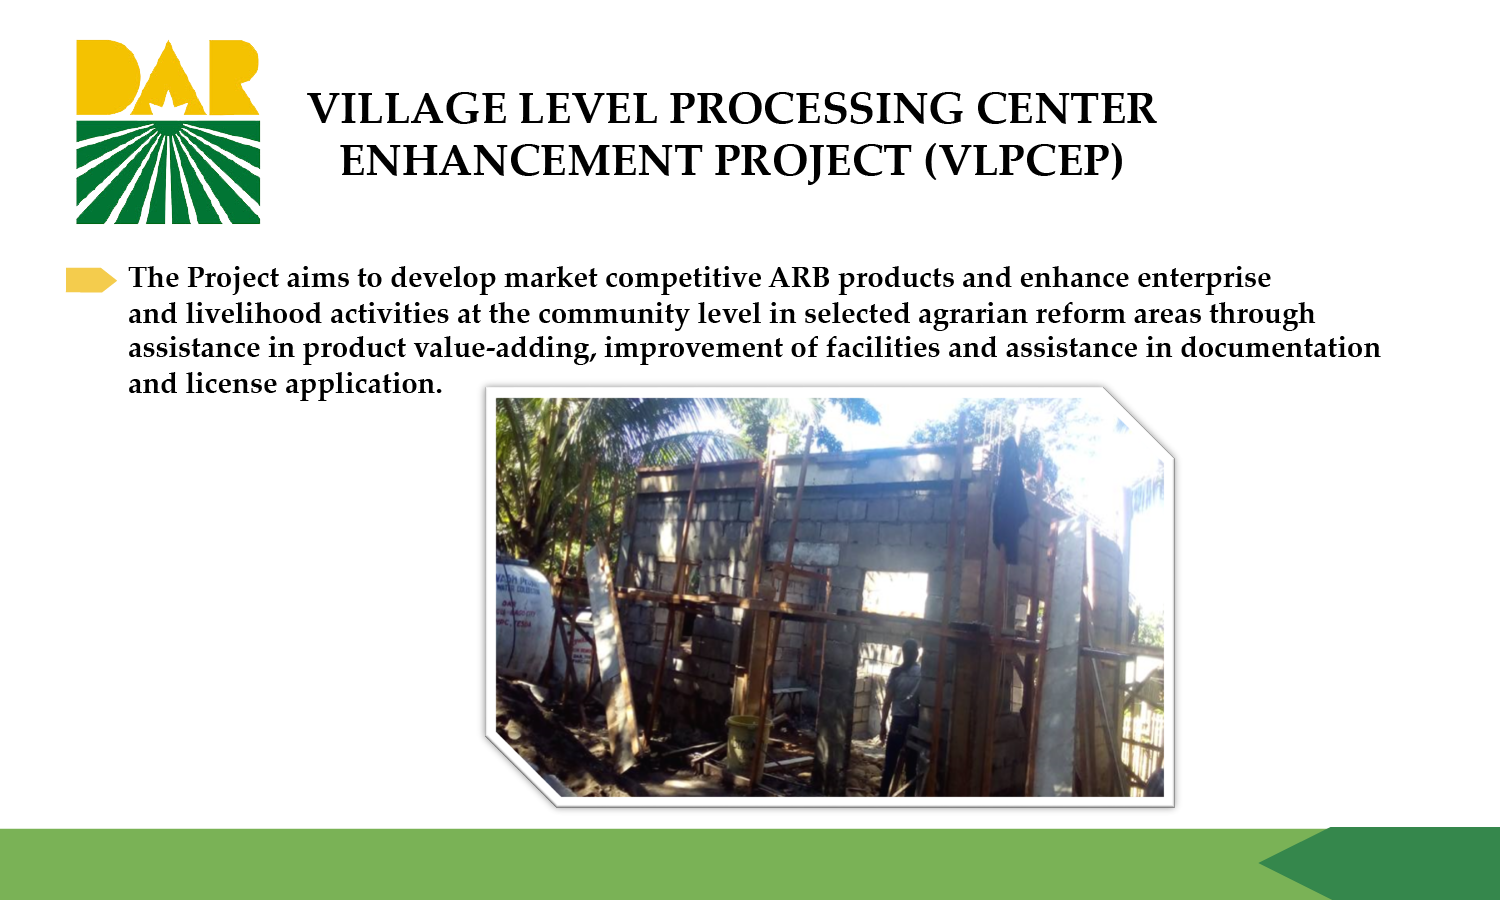 DAR
VILLAGE LEVEL PROCESSING CENTER
ENHANCEMENT PROJECT (VLPCEP)
The Project aims to develop market competitive ARB products and enhance enterprise
and livelihood activities at the community level in selected agrarian reform areas through
assistance in product value-adding, improvement of facilities and assistance in documentation
and license application.
DAR